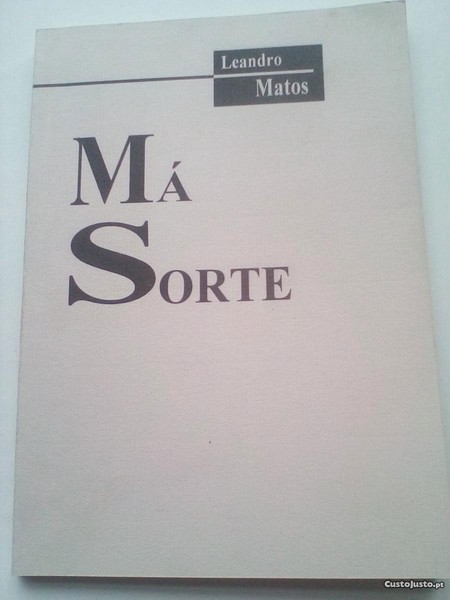 Leandro
Matos
MÁ
SORTE
CustoJusto.pt